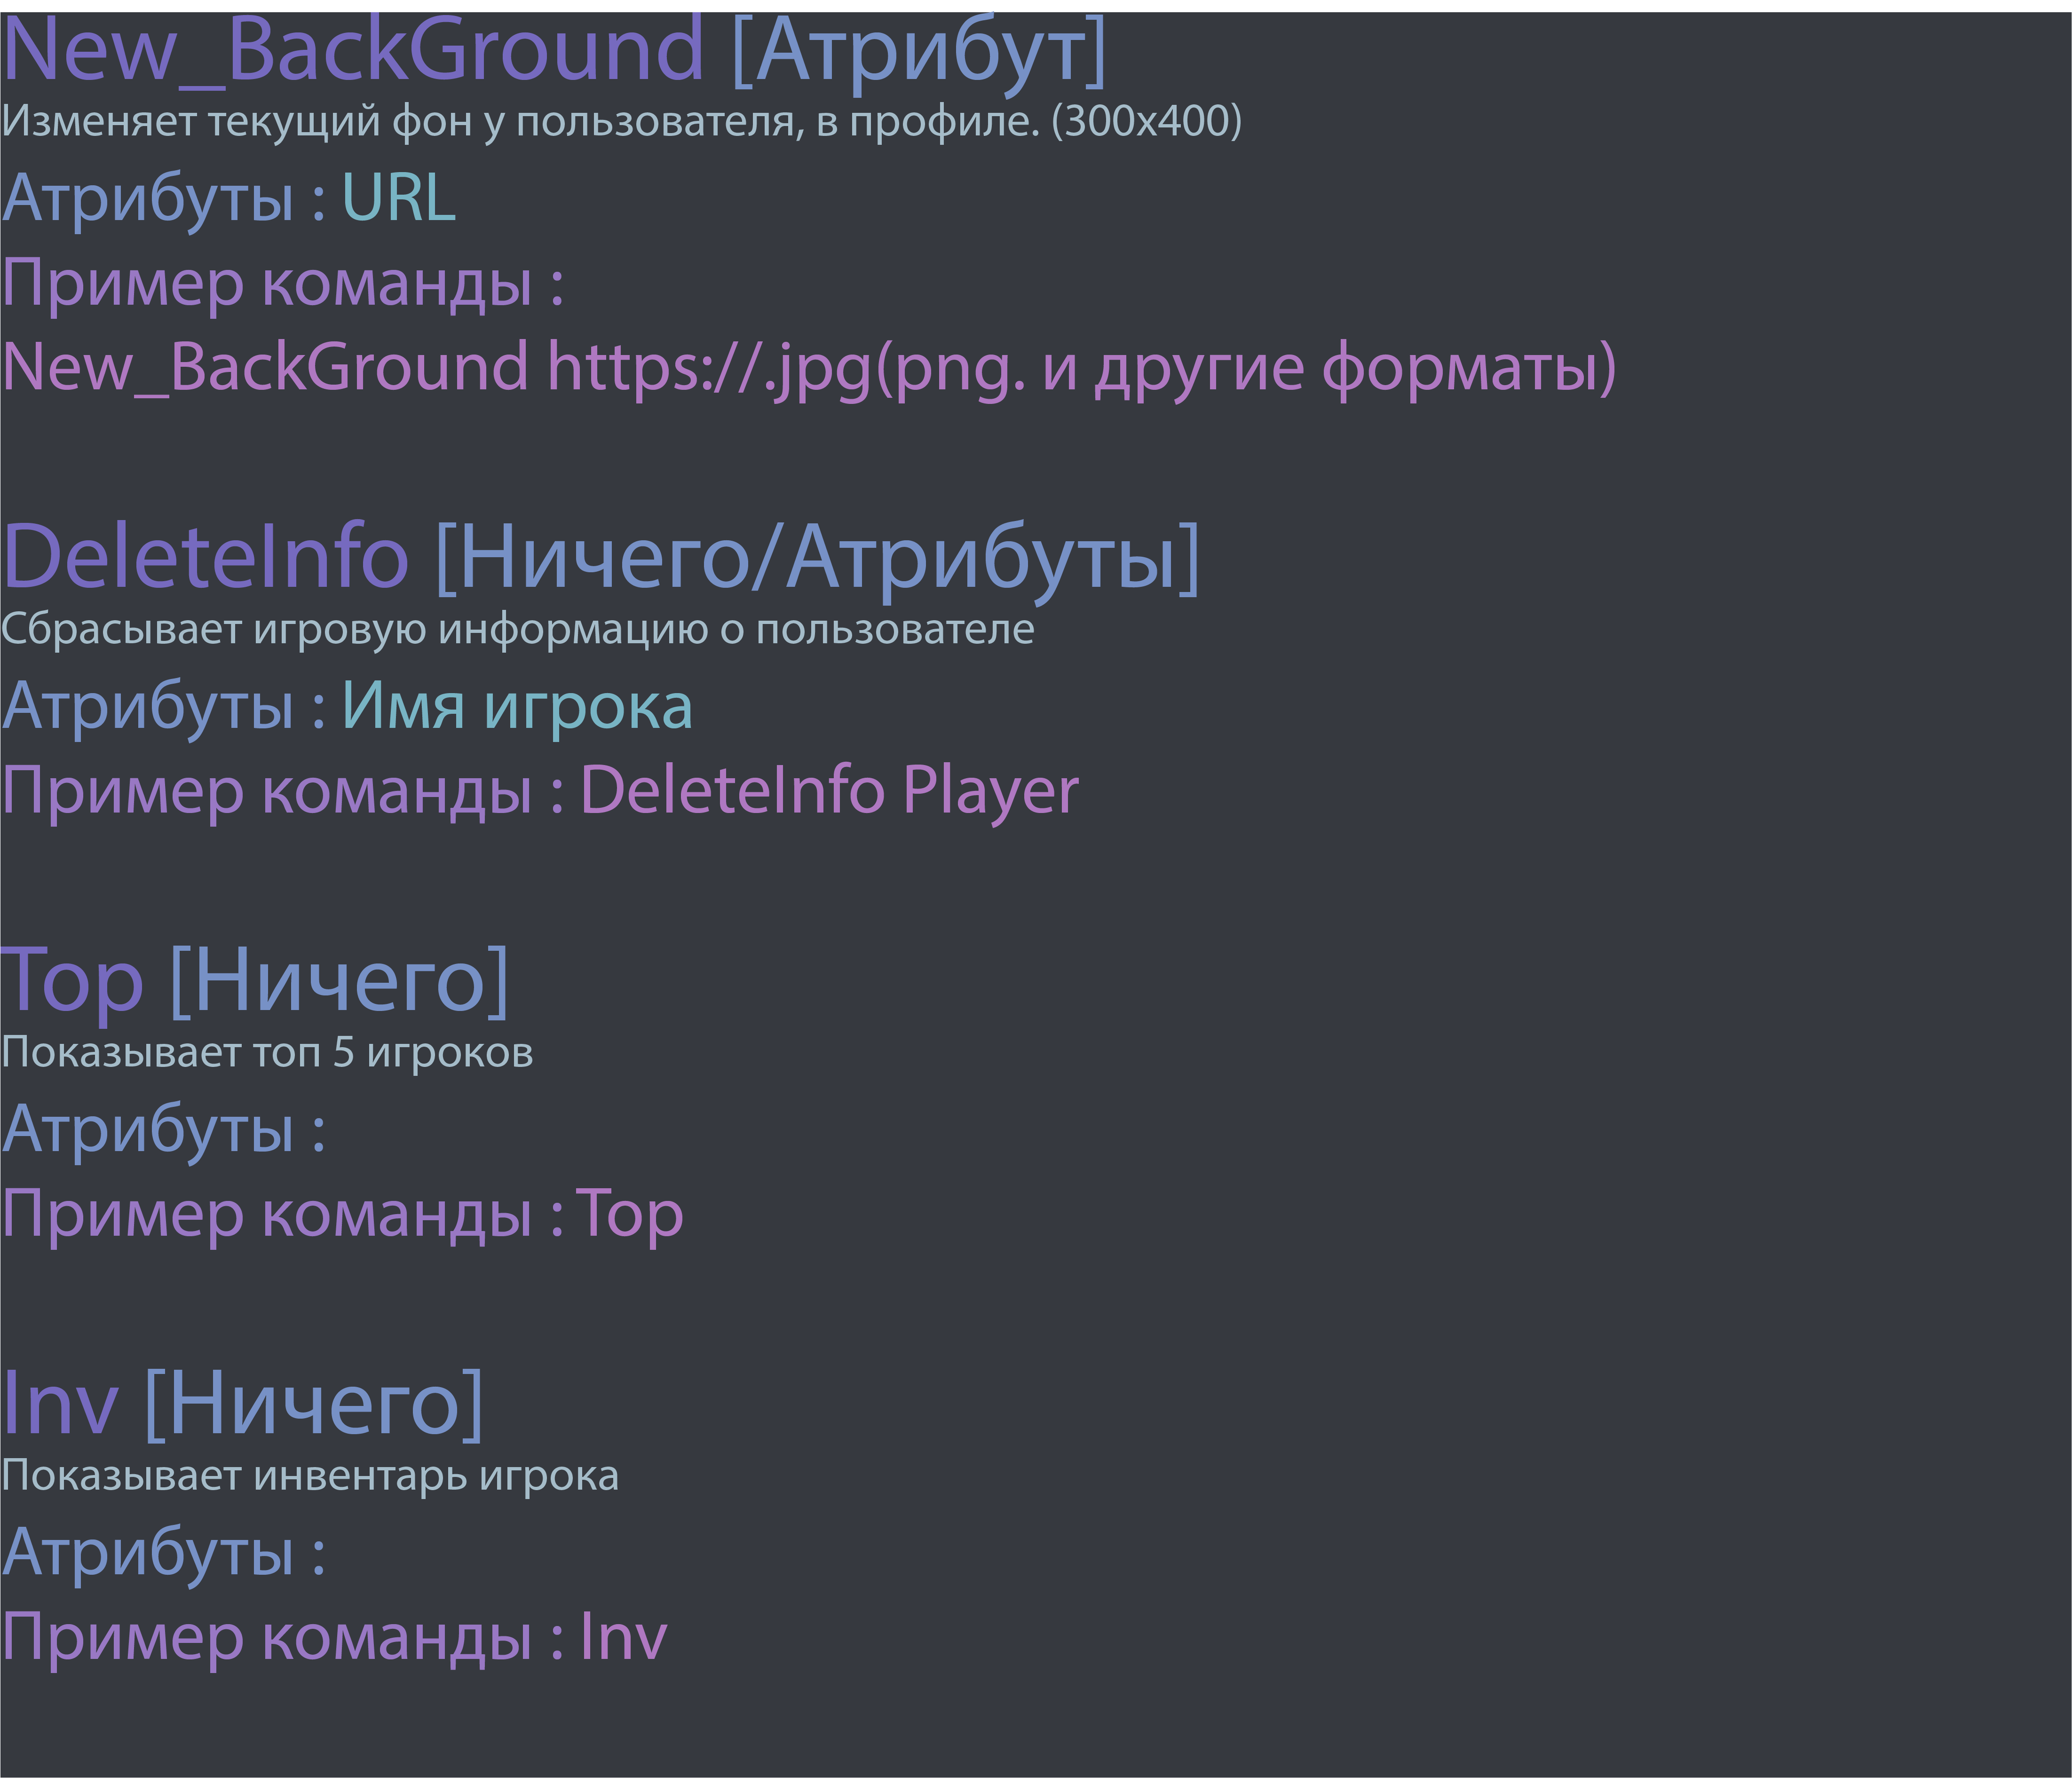 New_BackGround [Атрибут]
Изменяет текущий фон у пользователя, в профиле. (300x400)
Атрибуты : URL
Пример команды :
New_BackGround https://.jpg(png. и другие форматы)
DeleteInfo [Ничего/Атрибуты]
Сбрасывает игровую информацию о пользователе
Атрибуты : Имя игрока
Пример команды : DeleteInfo Player
Top [Ничего]
Показывает топ 5 игроков
Атрибуты :
Пример команды : Top
Inv [Ничего]
Показывает инвентарь игрока
Атрибуты :
Пример команды : Inv